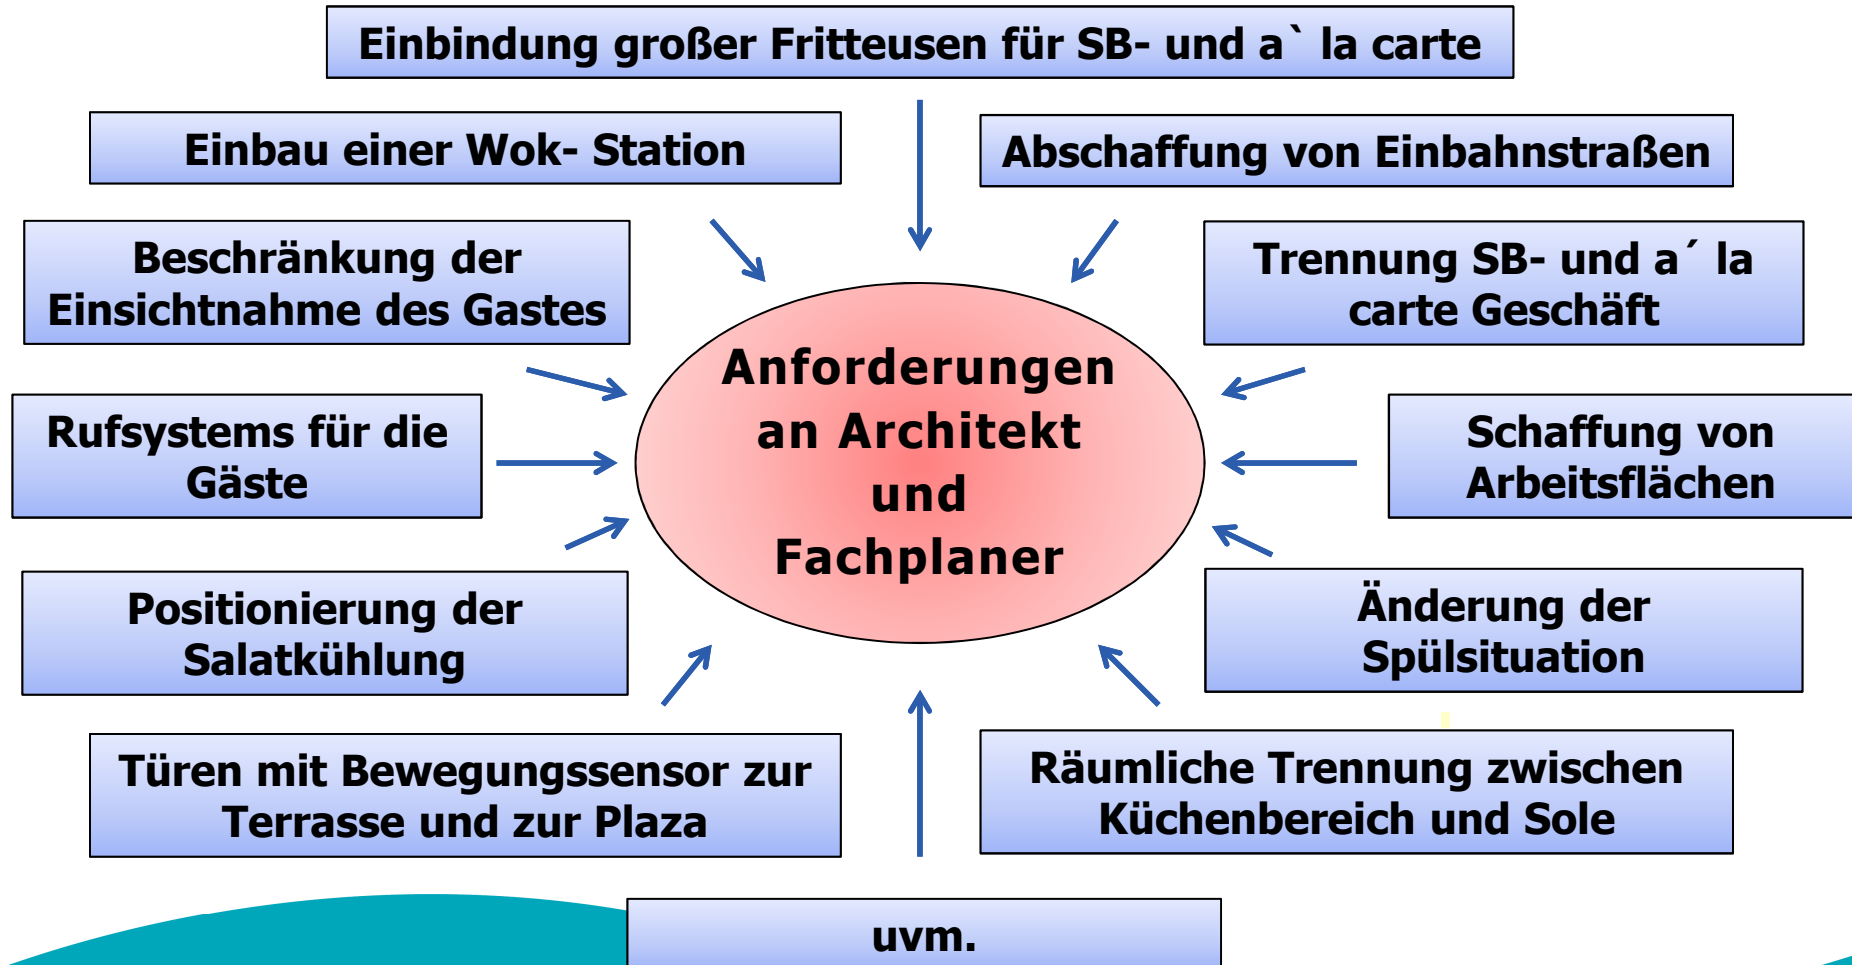 Einbindung großer Fritteusen für SB- und a` la carte
Einbau einer Wok- Station
Abschaffung von Einbahnstraßen
Beschränkung der
Einsichtnahme des Gastes
Trennung SB- und a´ la
carte Geschäft
Anforderungen
an Architekt
und
Fachplaner
Rufsystems für die
Gäste
Schaffung von
Arbeitsflächen
Positionierung der
Salatkühlung
Änderung der
Spülsituation
Türen mit Bewegungssensor zur
Terrasse und zur Plaza
Räumliche Trennung zwischen
Küchenbereich und Sole
uvm.